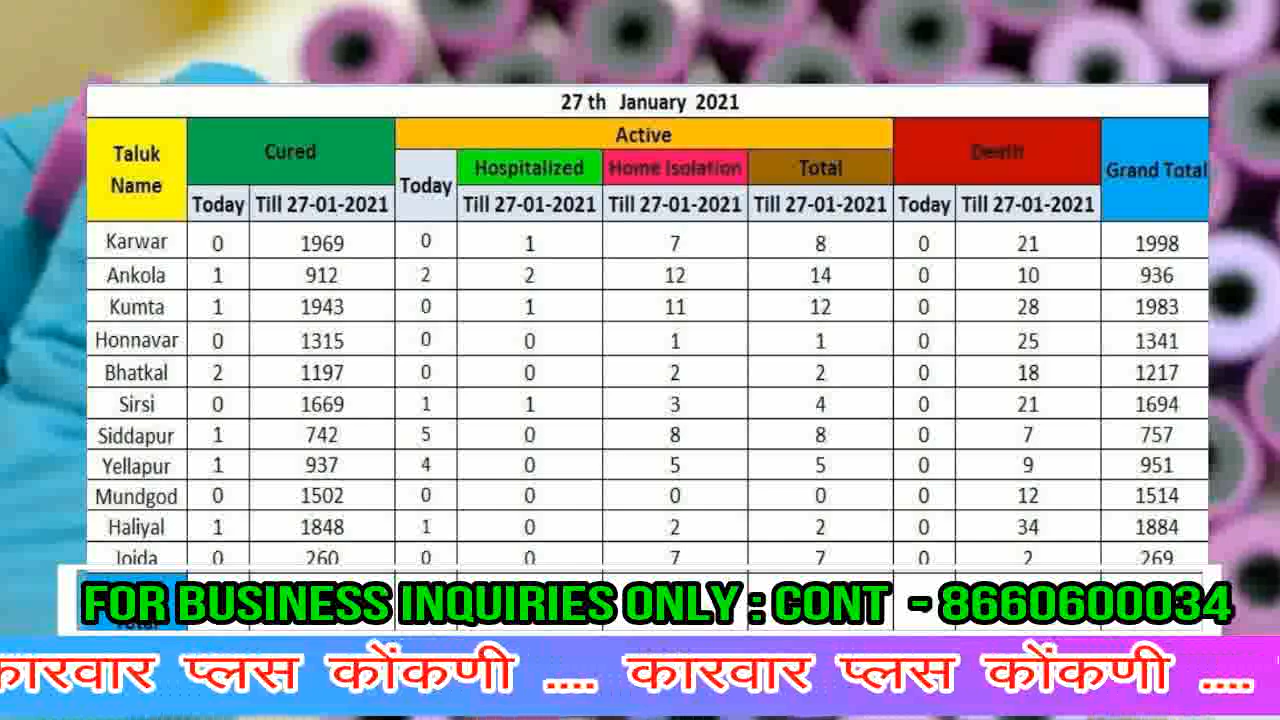 27 th January 2021
Taluk Name Cured Active Death Grand Total
Today Hospitalized Home Isolation Total
Today Till 27-01-2021 Till 27-01-2021 Till 27-01-2021 Till 27-01-2021 Today Till 27-01-2021
Karwar 0 1969 0 1 7 8 0 21 1998
Ankola 1 912 2 2 12 14 0 10 936
Kumta 1 1943 0 1 11 12 0 28 1983
Honnavar 0 1315 0 0 1 1 0 25 1341
Bhatkal 2 1197 0 0 2 2 0 18 1217
Sirsi 0 1669 1 1 3 4 0 21 1694
Siddapur 1 742 5 0 8 8 0 7 757
Yellapur 1 937 4 0 5 5 0 9 951
Mundgod 0 1502 0 0 0 0 0 12 1514
Haliyal 1 1848 1 0 2 2 0 34 1884
Joida 0 260 0 0 7 7 0 2 269
Total
FOR BUSINESS INQUIRIES ONLY : CONT - 8660600034
कारवार प्लस कोंकणी .... कारवार प्लस कोंकणी ....